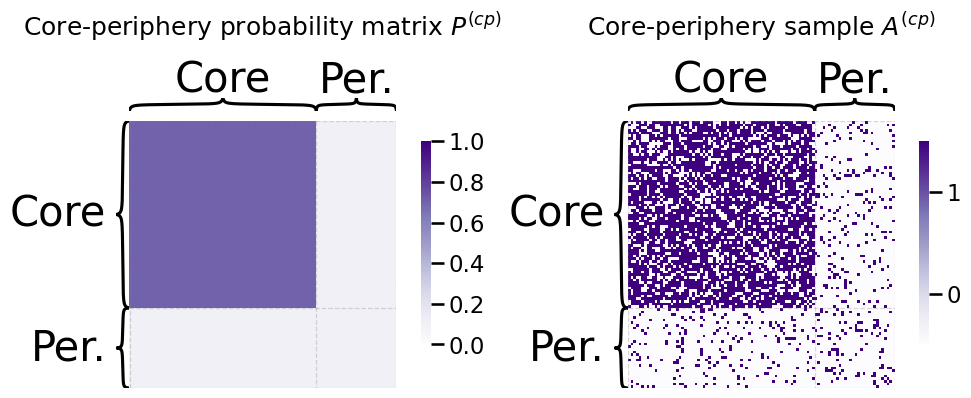 Core-periphery probability matrix $P^{(cp)}$
Core Per.
Core
Per.
1.0
0.8
0.6
0.4
0.2
0.0
Core-periphery sample $A^{(cp)}$
Core Per.
Core
Per.
1
0